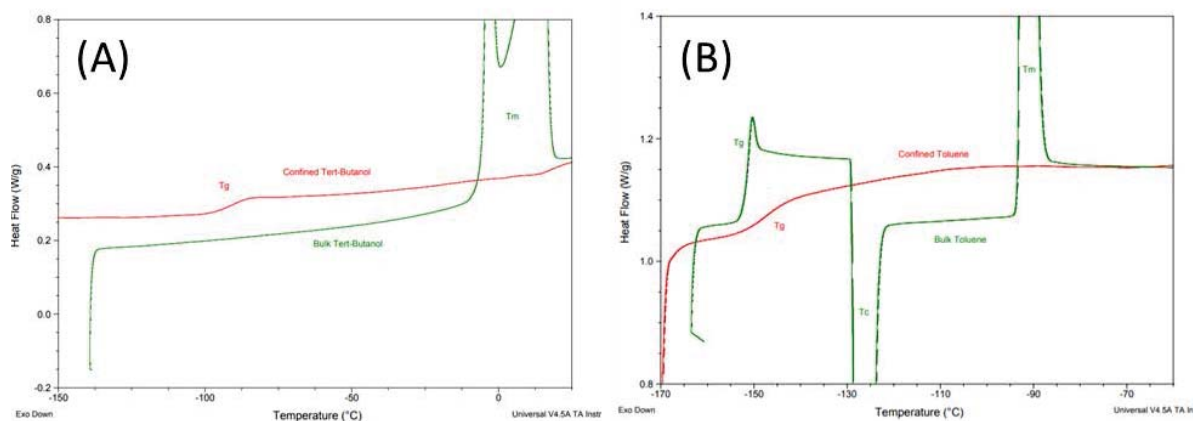 (A)
0.8
0.6
0.4
0.2
0.0
-0.2
Heat Flow (W/g)
Tm
Tg
Confined Tert-Butanol
Bulk Tert-Butanol
-150
-100
-50
0
Exo Down
Temperature (°C)
Universal V4.5A TA Instr
(B)
1.4
1.2
1.0
0.8
Heat Flow (W/g)
Tm
Tg
Confined Toluene
Tg
Bulk Toluene
Tc
-170
-150
-130
-110
-90
-70
Exo Down
Temperature (°C)
Universal V4.5A TA Inst